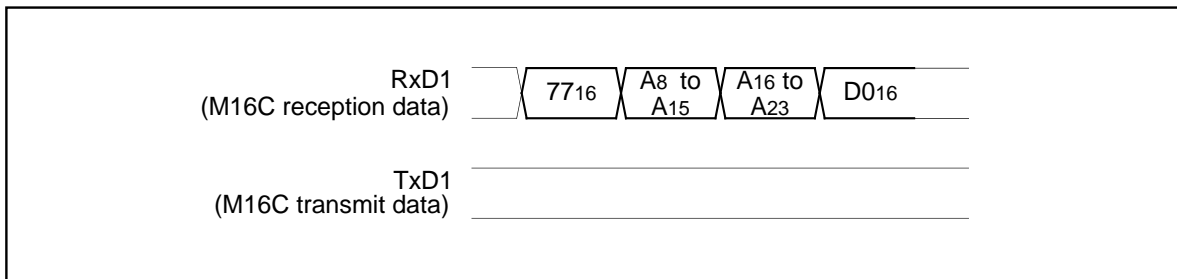 RxD1
(M16C reception data)
7716
A8 to
A15
A16 to
A23
D016
TxD1
(M16C transmit data)